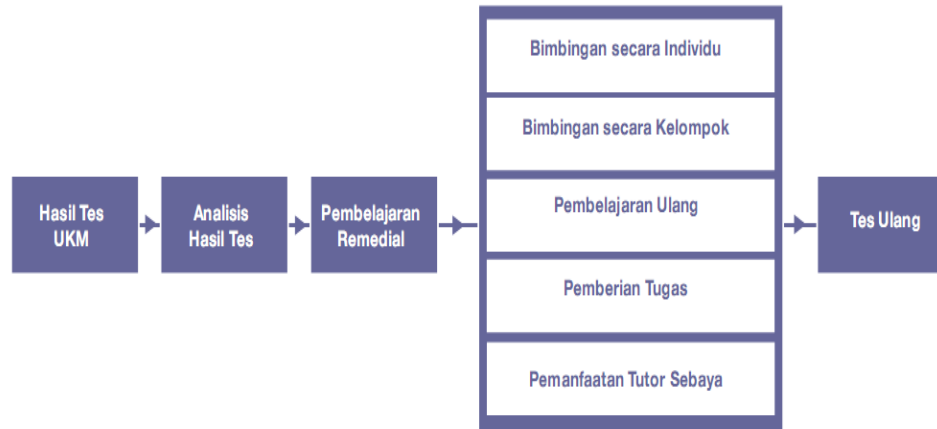 Hasil Tes
UKM
Analisis
Hasil Tes
Pembelajaran
Remedial
Bimbingan secara Individu
Bimbingan secara Kelompok
Pembelajaran Ulang
Pemberian Tugas
Pemanfaatan Tutor Sebaya
Tes Ulang